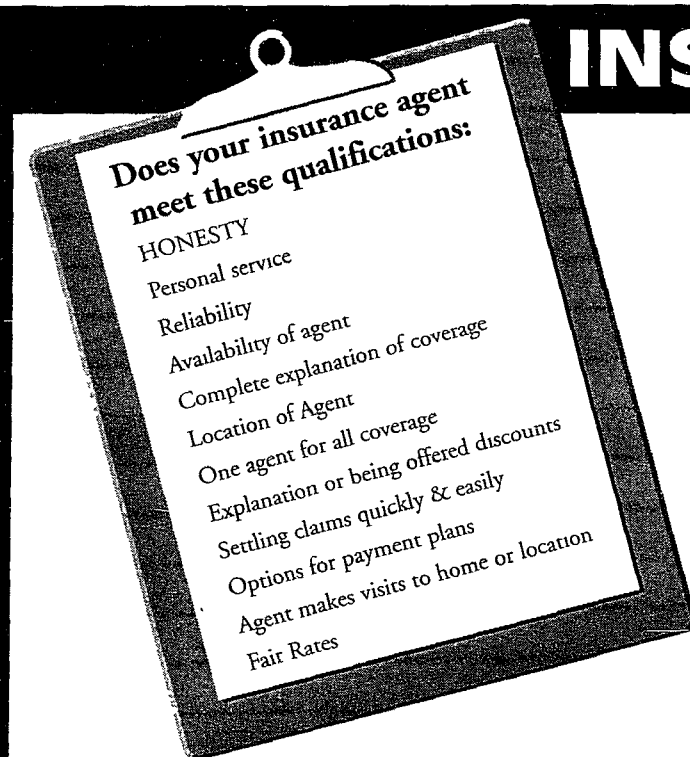 INS
Does your insurance agent
meet these qualifications:
HONESTY
Personal service
Reliability
Availability of agent
Complete explanation of coverage
Location of Agent
One agent for all coverage
Explanation or being offered discounts
Settling claims quickly & easily
Options for payment plans
Agent makes visits to home or location
Fair Rates